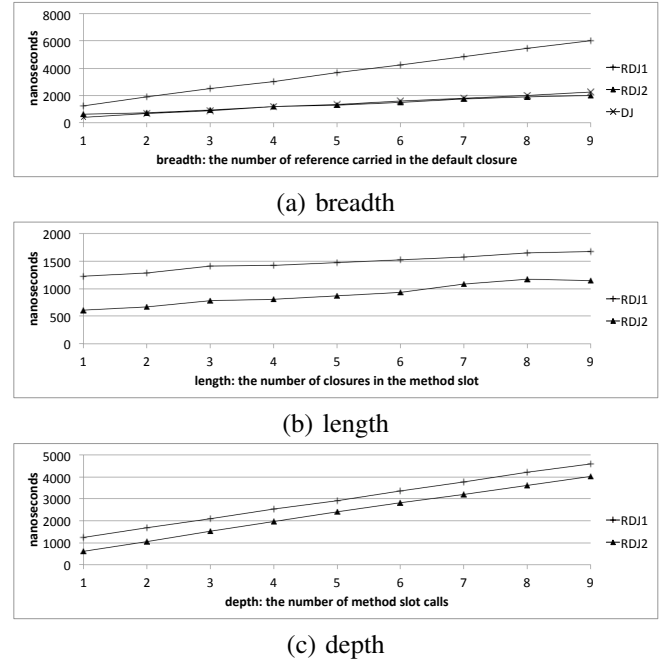 8000
6000
4000
2000
0
nanoseconds
1 2 3 4 5 6 7 8 9
breadth: the number of reference carried in the default closure
RDJ1
RDJ2
DJ
(a) breadth
2000
1500
1000
500
0
nanoseconds
1 2 3 4 5 6 7 8 9
length: the number of closures in the method slot
RDJ1
RDJ2
(b) length
5000
4000
3000
2000
1000
0
nanoseconds
1 2 3 4 5 6 7 8 9
depth: the number of method slot calls
RDJ1
RDJ2
(c) depth